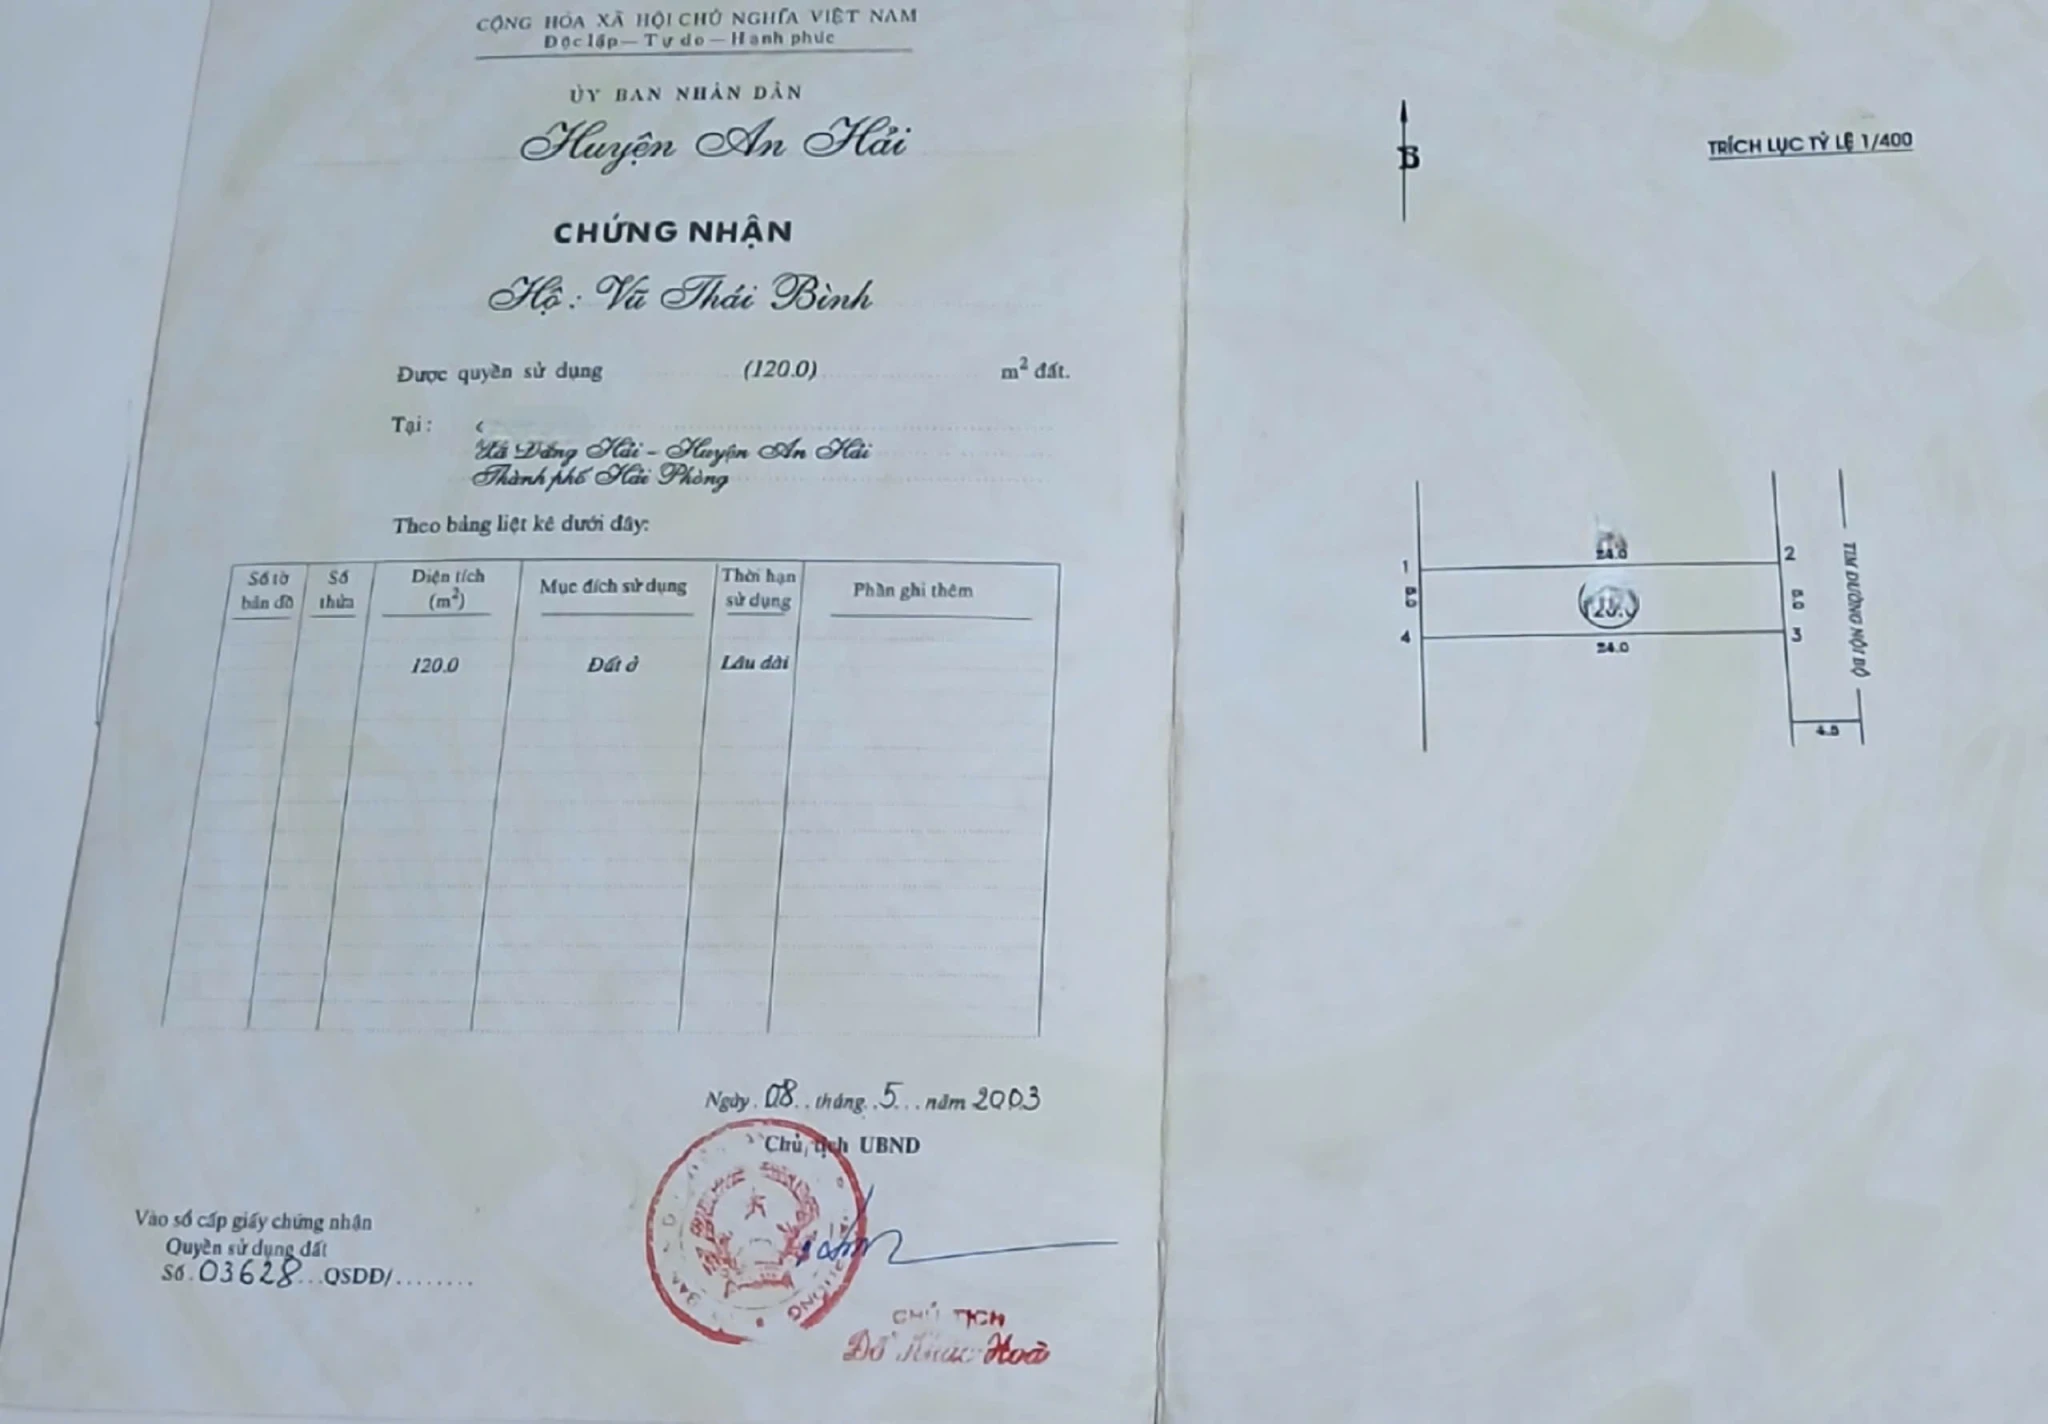 CỘNG HÒA XÃ HỘI CHỦ NGHĨA VIỆT NAM
Độc lập — Tự do — Hạnh phúc
ỦY BAN NHÂN DÂN
Huyện An Hải
CHỨNG NHẬN
Hộ: Vũ Thái Bình
Được quyền sử dụng (120.0) m² đất.
Tại:
Xã Đằng Hải - Huyện An Hải
Thành phố Hải Phòng
Theo bảng liệt kê dưới đây:
Số tờ bản đồ Số thửa Diện tích (m²) Mục đích sử dụng Thời hạn sử dụng Phần ghi thêm
120.0 Đất ở Lâu dài
Ngày 08 tháng 5 năm 2003
Chủ tịch UBND
Vào sổ cấp giấy chứng nhận
Quyền sử dụng đất
Số 03628 QSDĐ/
CHỦ TỊCH
Đỗ Hoà
B
TRÍCH LỤC TỶ LỆ 1/400
1
24.0
2
5.0
5.0
TIM ĐƯỜNG NỘI BỘ
4
24.0
3
4.5